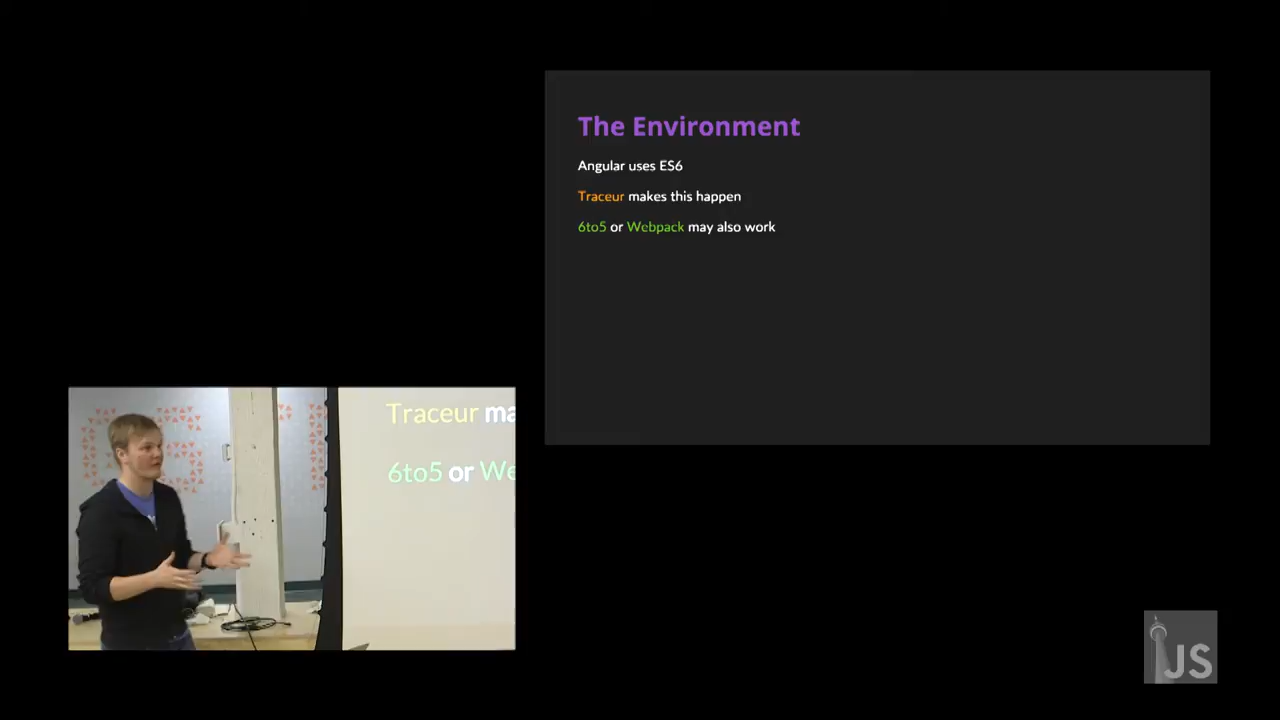 The Environment
Angular uses ES6
Traceur makes this happen
6to5 or Webpack may also work
Traceur ma
6to5 or We
JS